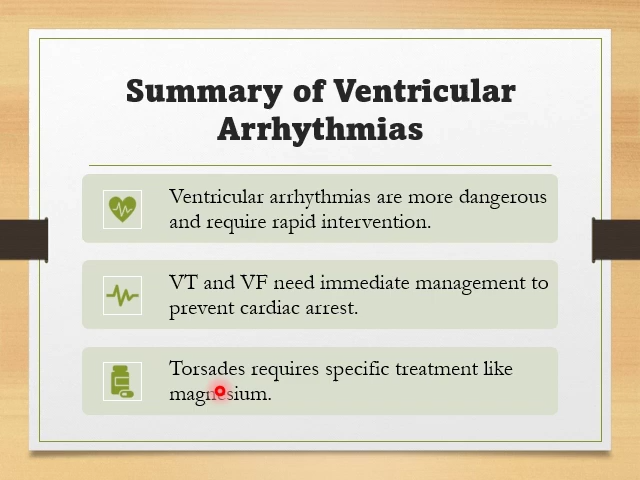 Summary of Ventricular
Arrhythmias
Ventricular arrhythmias are more dangerous
and require rapid intervention.
VT and VF need immediate management to
prevent cardiac arrest.
Torsades requires specific treatment like
magnesium.